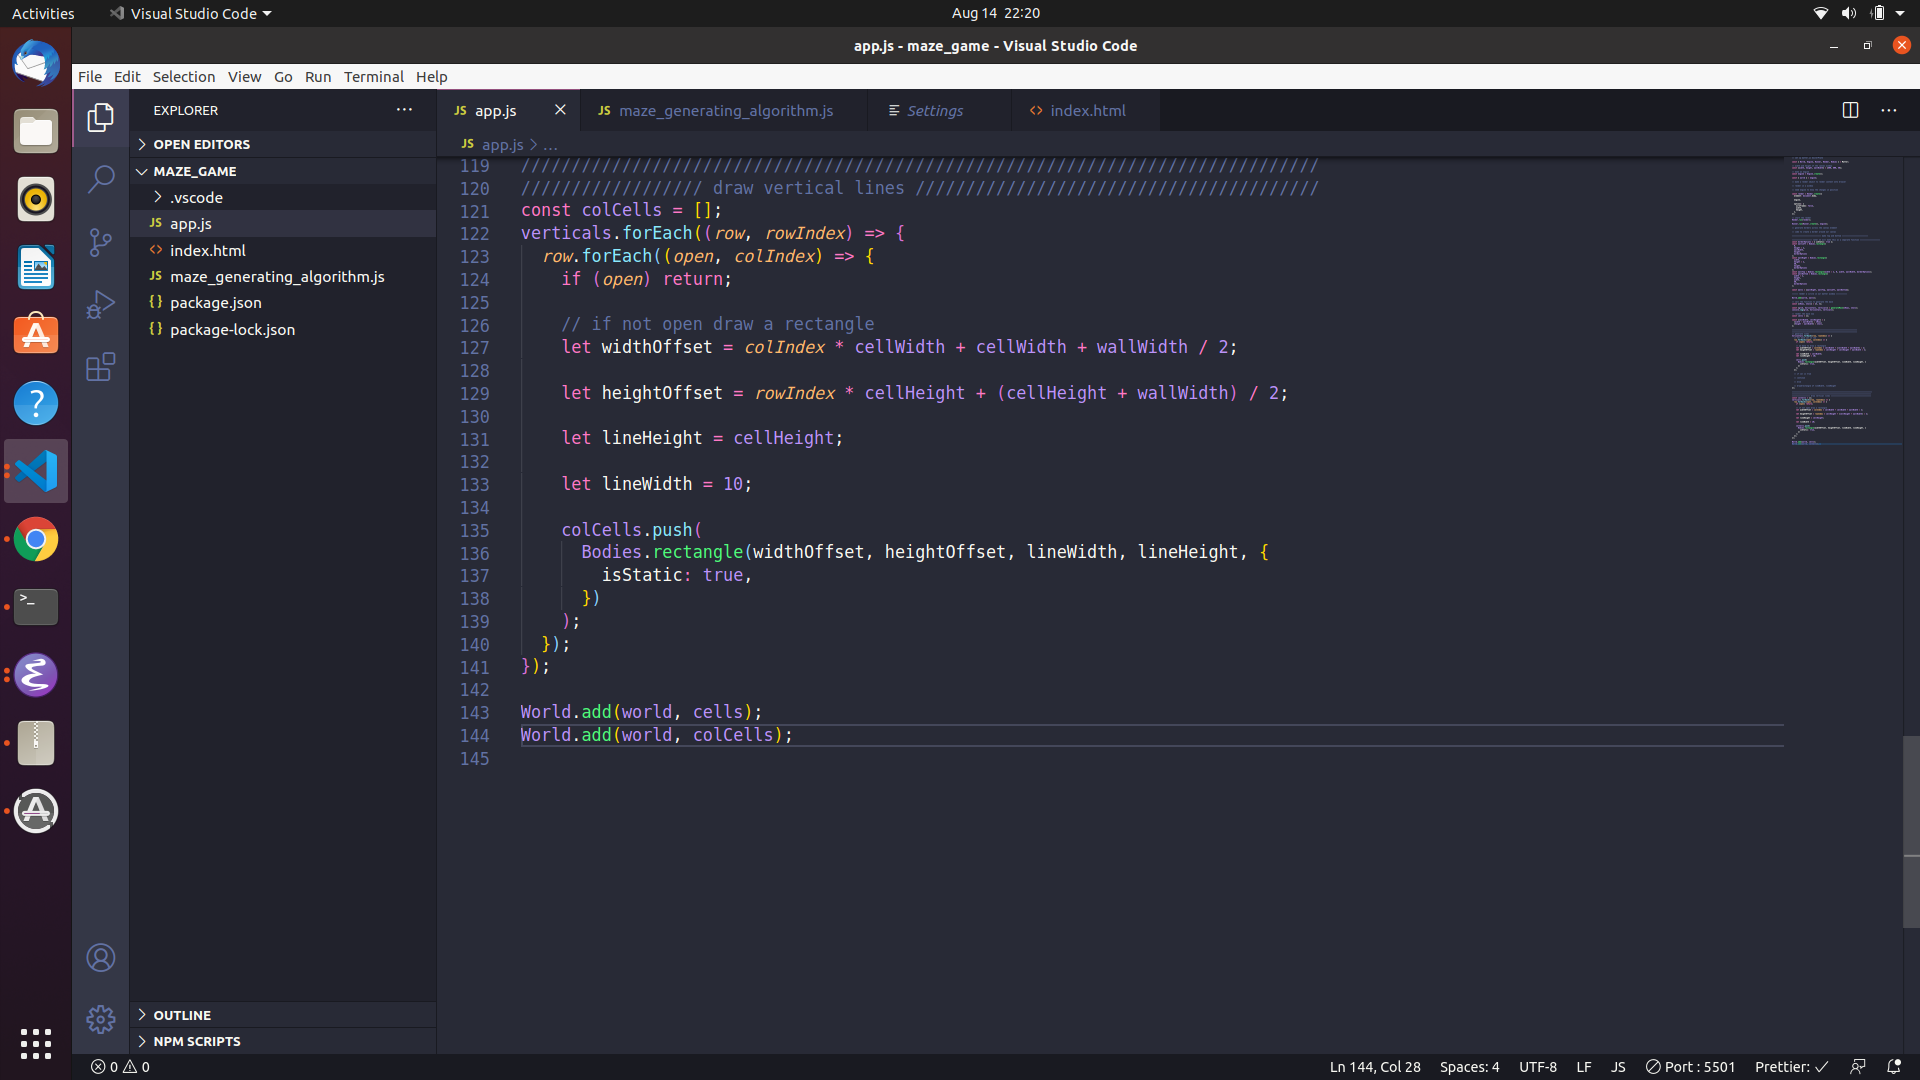 Activities
Visual Studio Code
Aug 14 22:20
app.js - maze_game - Visual Studio Code
File Edit Selection View Go Run Terminal Help
EXPLORER
OPEN EDITORS
MAZE_GAME
.vscode
JS app.js
<> index.html
JS maze_generating_algorithm.js
{} package.json
{} package-lock.json
OUTLINE
NPM SCRIPTS
JS app.js
JS maze_generating_algorithm.js
Settings
<> index.html
JS app.js > ...
119 ///////////////////////////////////////////////////////////////////////////////
120 ////////////////// draw vertical lines ////////////////////////////////////////
121 const colCells = [];
122 verticals.forEach((row, rowIndex) => {
123 row.forEach((open, colIndex) => {
124 if (open) return;
125
126 // if not open draw a rectangle
127 let widthOffset = colIndex * cellWidth + cellWidth + wallWidth / 2;
128
129 let heightOffset = rowIndex * cellHeight + (cellHeight + wallWidth) / 2;
130
131 let lineHeight = cellHeight;
132
133 let lineWidth = 10;
134
135 colCells.push(
136 Bodies.rectangle(widthOffset, heightOffset, lineWidth, lineHeight, {
137 isStatic: true,
138 })
139 );
140 });
141 });
142
143 World.add(world, cells);
144 World.add(world, colCells);
145
0 0
Ln 144, Col 28 Spaces: 4 UTF-8 LF JS Port : 5501 Prettier: ✓